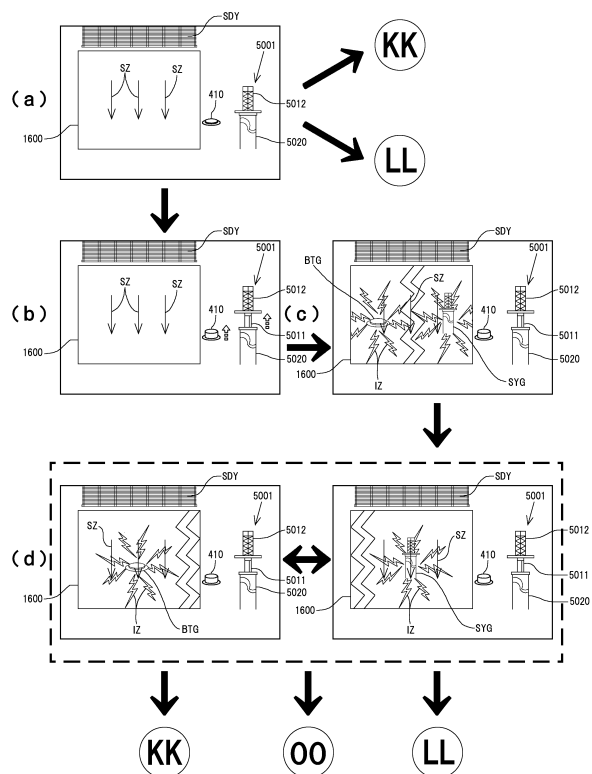 SDY
5001
SZ
SZ
410
5012
(a)
1600
5020
KK
LL
SDY
5001
SZ
SZ
410
5012
(b)
5011
1600
5020
SDY
5001
BTG
SZ
5012
(c)
410
5011
5020
1600
IZ
SYG
SDY
5001
SZ
5012
410
(d)
5011
1600
5020
IZ
BTG
SDY
5001
SZ
5012
410
5011
5020
1600
IZ
SYG
KK
OO
LL